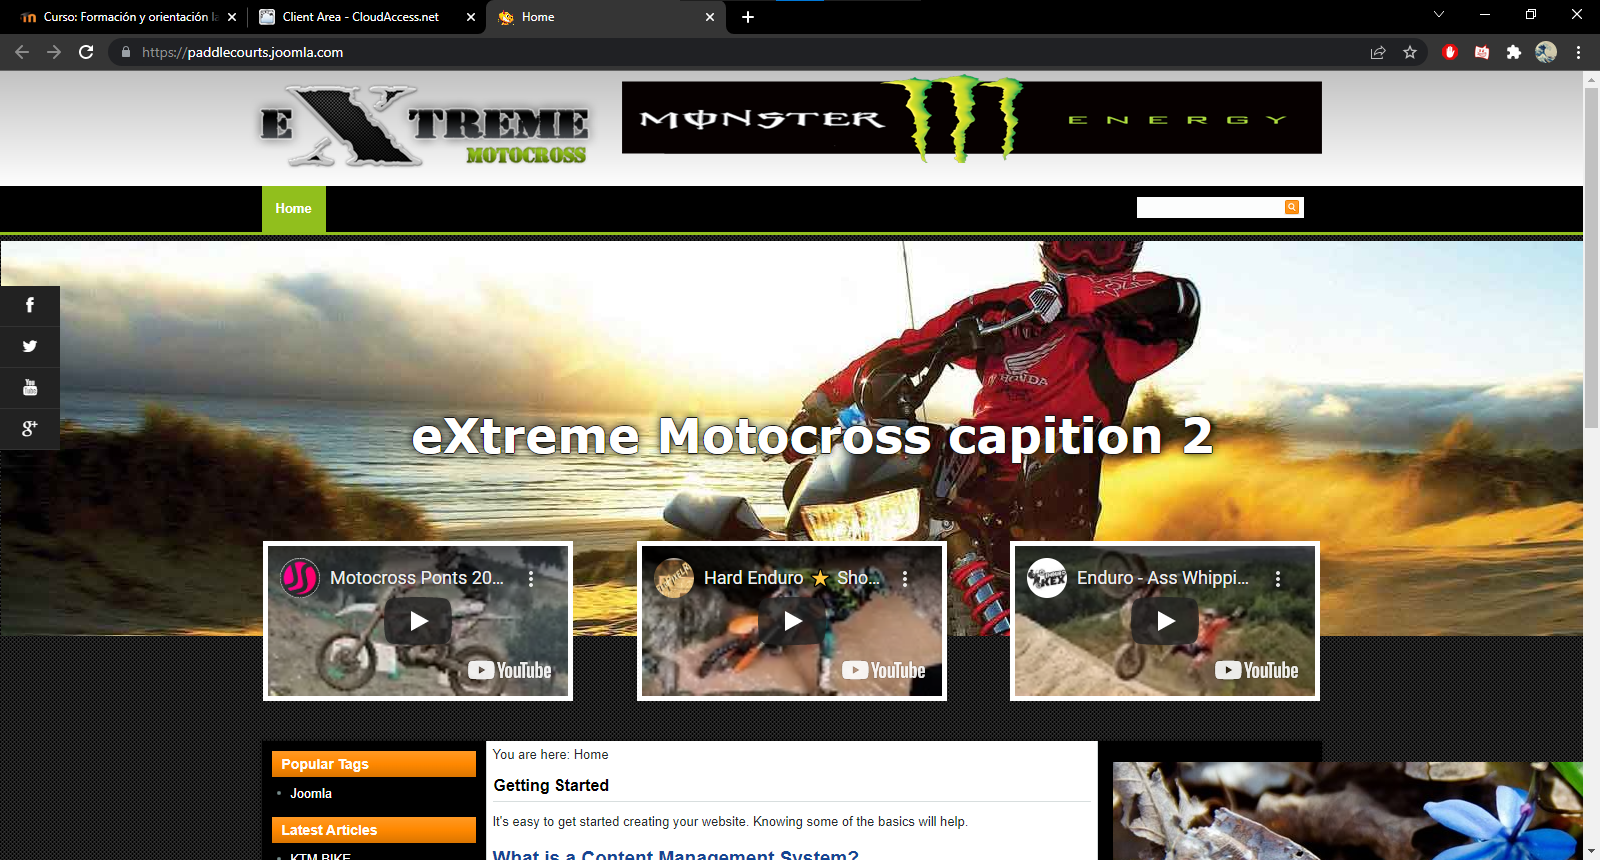 Curso: Formación y orientación la
Client Area - CloudAccess.net
Home
https://paddlecourts.joomla.com
eXTREME
MOTOCROSS
MONSTER ENERGY
Home
f
You
Tube
g+
HONDA
eXtreme Motocross capition 2
Motocross Ponts 20...
YouTube
Hard Enduro ⭐ Sho...
YouTube
Enduro - Ass Whippi...
YouTube
Popular Tags
Joomla
Latest Articles
KTM BIKE
You are here: Home
Getting Started
It's easy to get started creating your website. Knowing some of the basics will help.
What is a Content Management System?